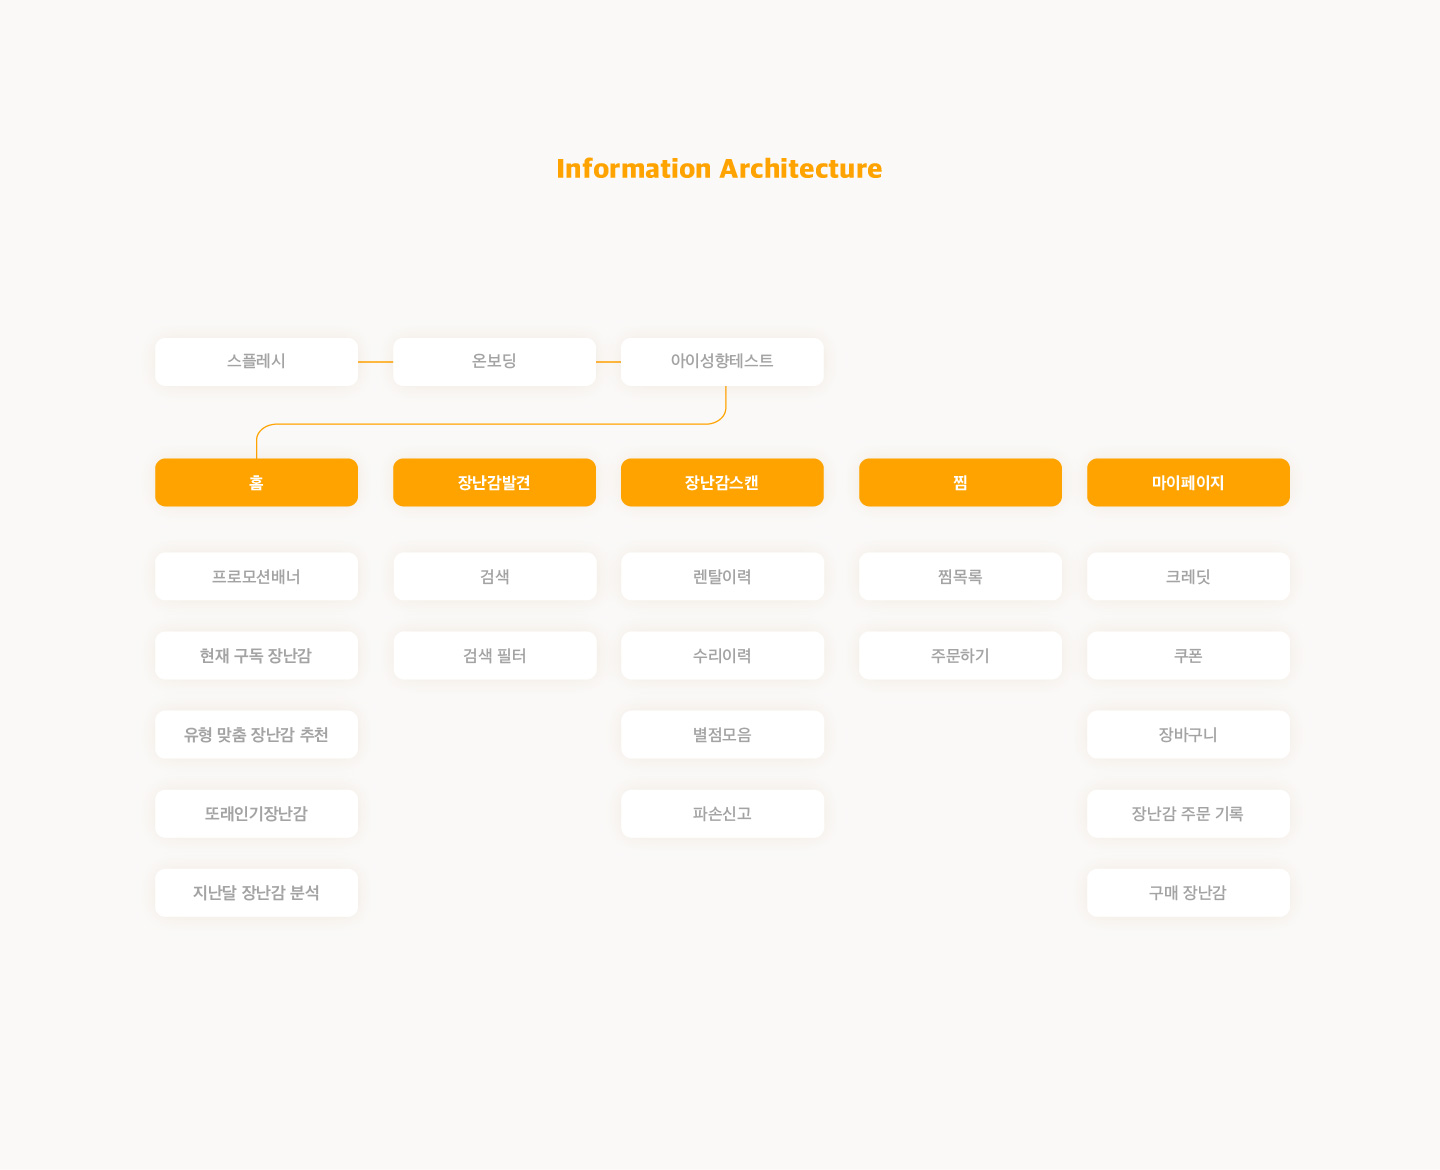 Information Architecture
스플레시
온보딩
아이성향테스트
홈
장난감발견
장난감스캔
찜
마이페이지
프로모션배너
검색
렌탈이력
찜목록
크레딧
현재 구독 장난감
검색 필터
수리이력
주문하기
쿠폰
유형 맞춤 장난감 추천
별점모음
장바구니
또래인기장난감
파손신고
장난감 주문 기록
지난달 장난감 분석
구매 장난감